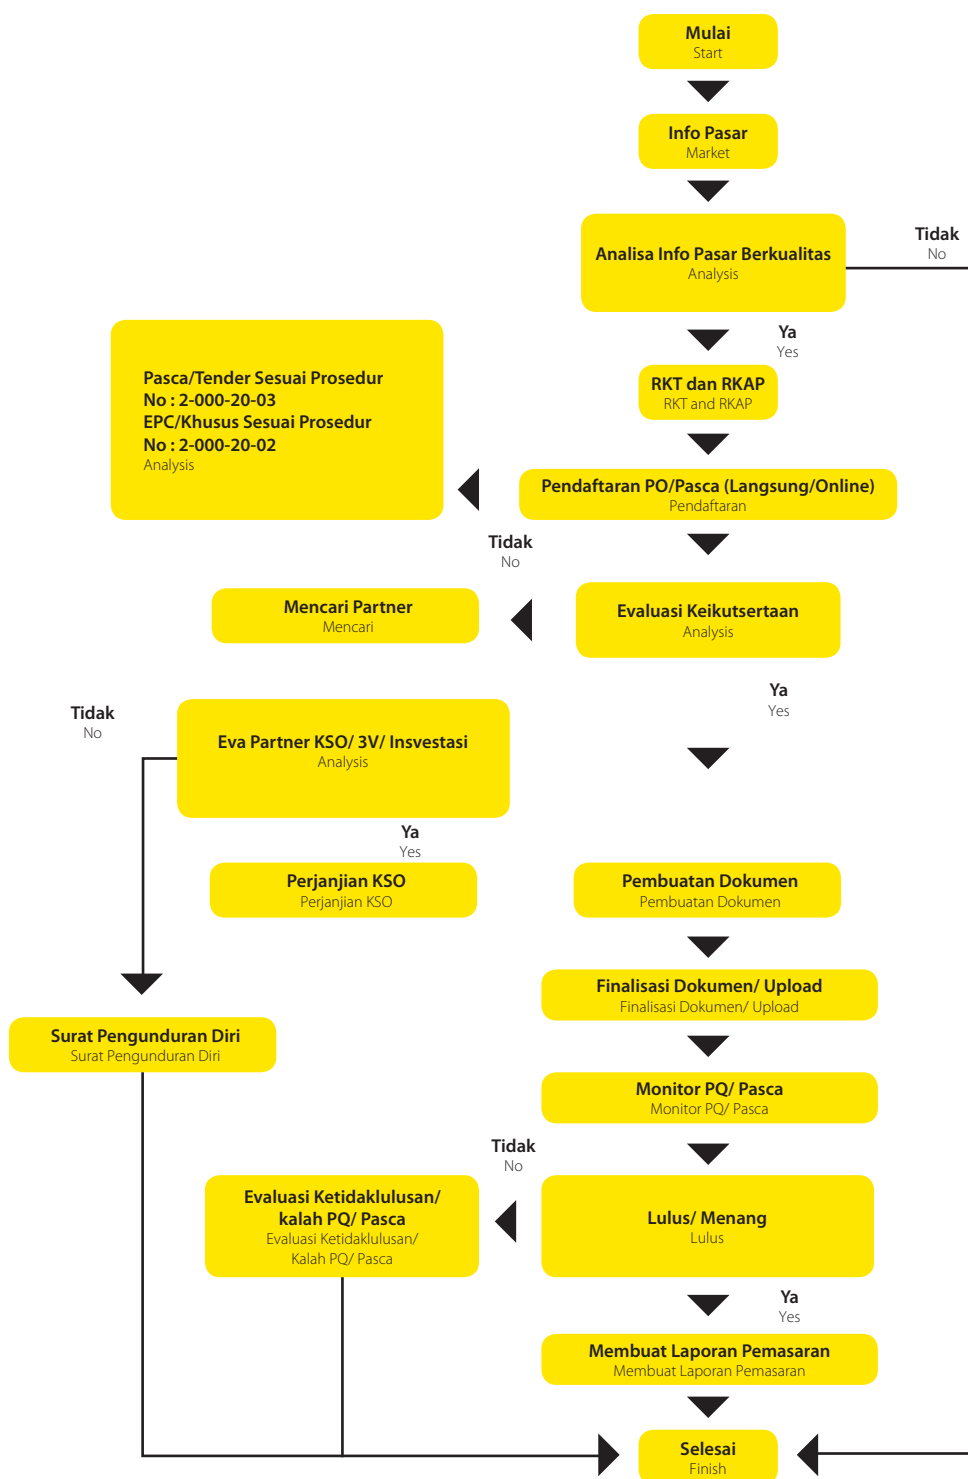 Mulai
Start
Info Pasar
Market
Analisa Info Pasar Berkualitas
Analysis
Tidak
No
Ya
Yes
RKT dan RKAP
RKT and RKAP
Pasca/Tender Sesuai Prosedur
No : 2-000-20-03
EPC/Khusus Sesuai Prosedur
No : 2-000-20-02
Analysis
Pendaftaran PO/Pasca (Langsung/Online)
Pendaftaran
Tidak
No
Mencari Partner
Mencari
Evaluasi Keikutsertaan
Analysis
Ya
Yes
Tidak
No
Eva Partner KSO/ 3V/ Insvestasi
Analysis
Ya
Yes
Perjanjian KSO
Perjanjian KSO
Pembuatan Dokumen
Pembuatan Dokumen
Finalisasi Dokumen/ Upload
Finalisasi Dokumen/ Upload
Surat Pengunduran Diri
Surat Pengunduran Diri
Monitor PQ/ Pasca
Monitor PQ/ Pasca
Tidak
No
Evaluasi Ketidaklulusan/
kalah PQ/ Pasca
Evaluasi Ketidaklulusan/
Kalah PQ/ Pasca
Lulus/ Menang
Lulus
Ya
Yes
Membuat Laporan Pemasaran
Membuat Laporan Pemasaran
Selesai
Finish